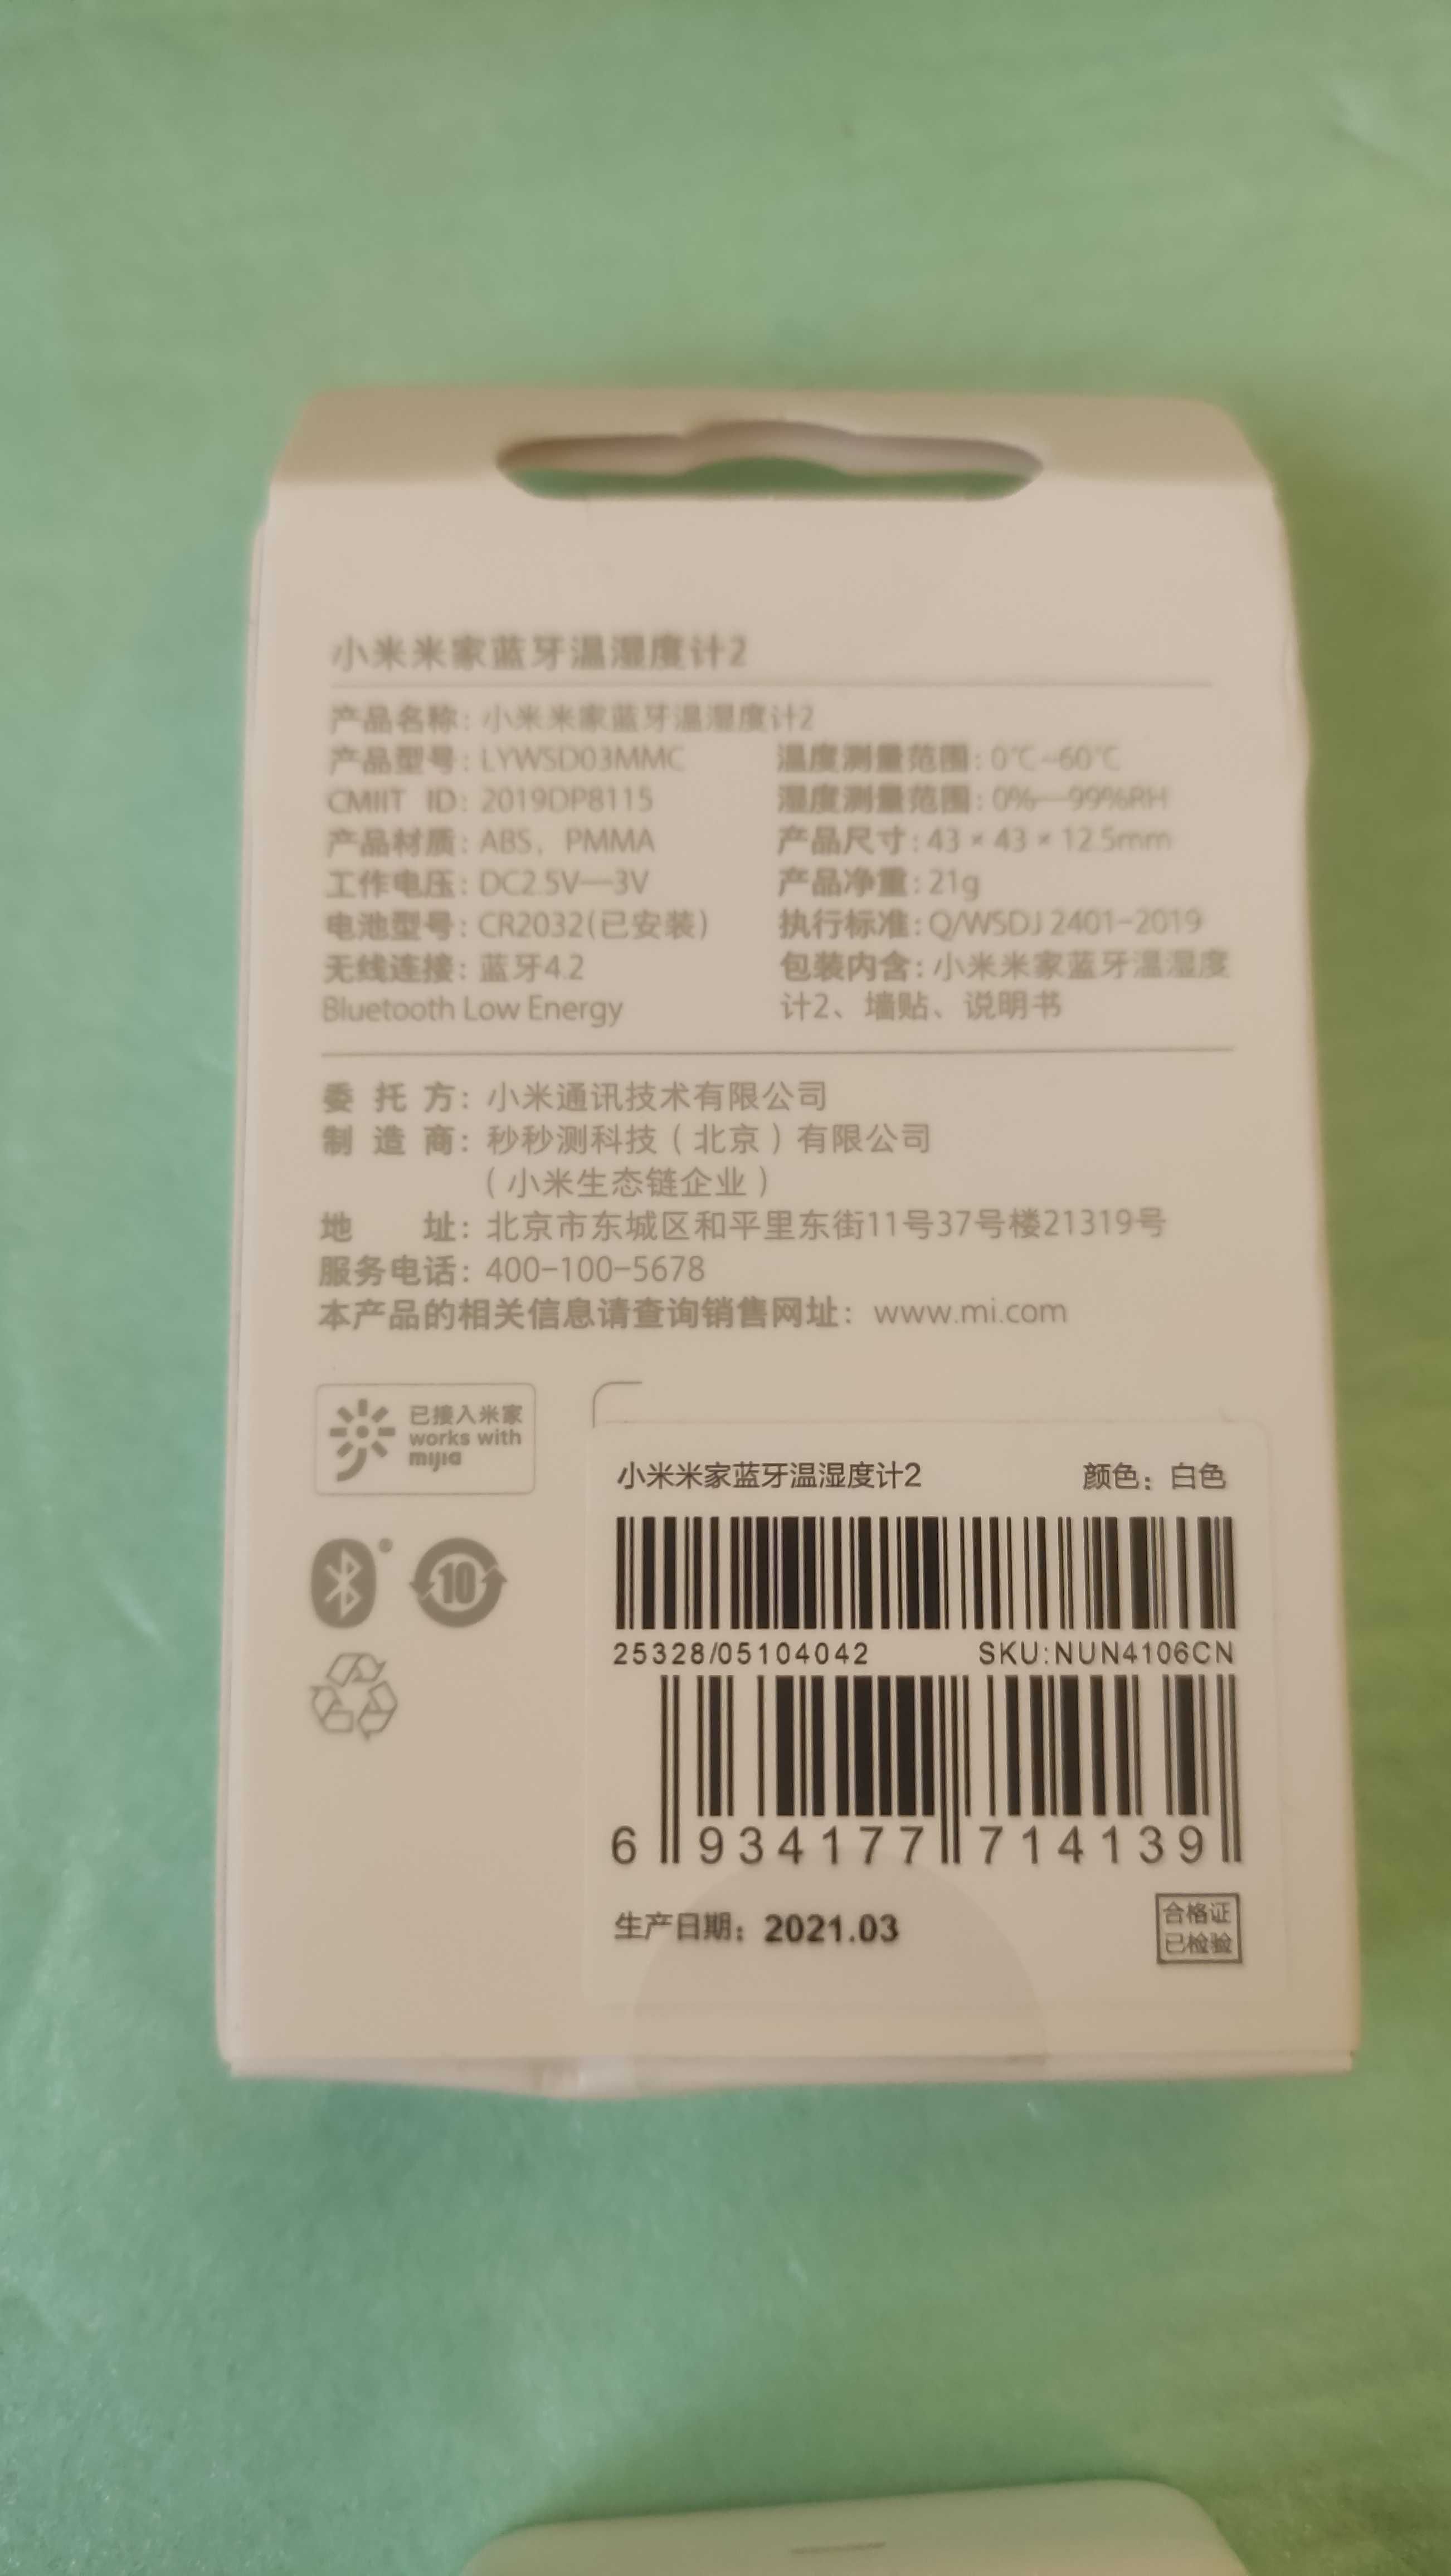 小米米家蓝牙温湿度计2
产品名称：小米米家蓝牙温湿度计2
产品型号：LYWSD03MMC
CMIIT ID：2019DP8115
产品材质：ABS、PMMA
工作电压：DC2.5V—3V
电池型号：CR2032(已安装)
无线连接：蓝牙4.2
Bluetooth Low Energy
温度测量范围：0℃-60℃
湿度测量范围：0%—99%RH
产品尺寸：43 × 43 × 12.5mm
产品净重：21g
执行标准：Q/WSDJ 2401-2019
包装内含：小米米家蓝牙温湿度
计2、墙贴、说明书
委托方：小米通讯技术有限公司
制造商：秒秒测科技（北京）有限公司
（小米生态链企业）
地址：北京市东城区和平里东街11号37号楼21319号
服务电话：400-100-5678
本产品的相关信息请查询销售网址：www.mi.com
已接入米家
works with
mijia
10
小米米家蓝牙温湿度计2 颜色：白色
25328/05104042 SKU:NUN4106CN
6 934177 714139
生产日期：2021.03
合格证
已检验